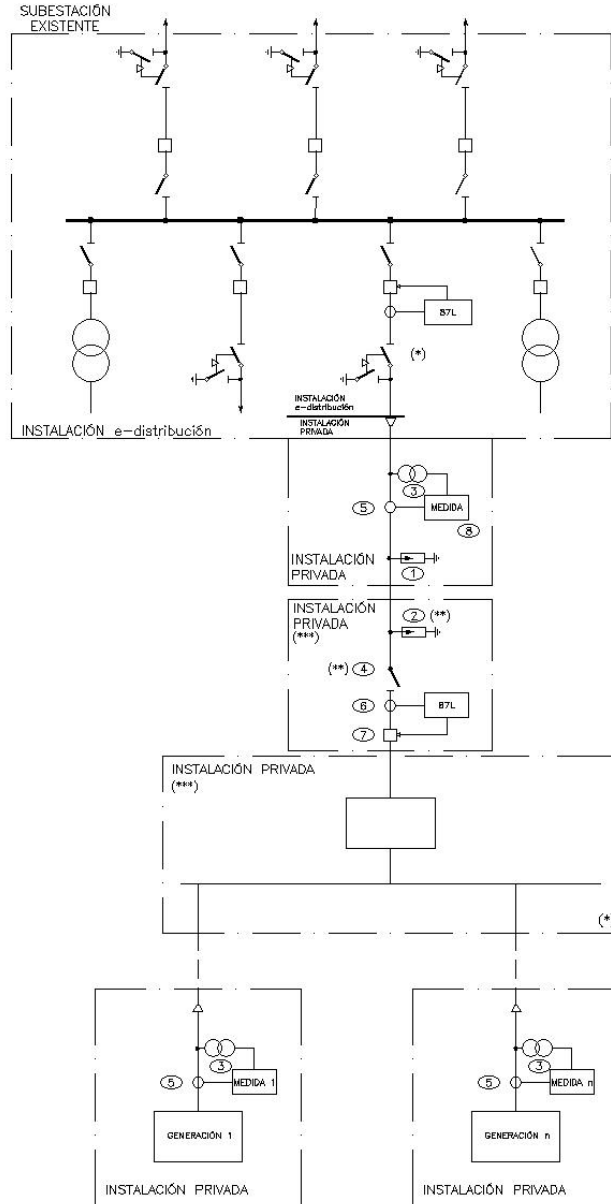 SUBESTACIÓN
EXISTENTE
87L
(*)
INSTALACIÓN
e-distribución
INSTALACIÓN
PRIVADA
INSTALACIÓN e-distribución
3
5
MEDIDA
8
INSTALACIÓN
PRIVADA
1
INSTALACIÓN
PRIVADA
(***)
2 (**)
(**) 4
6
87L
7
INSTALACIÓN PRIVADA
(***)
(*
3
5
MEDIDA 1
GENERACIÓN 1
INSTALACIÓN PRIVADA
3
5
MEDIDA n
GENERACIÓN n
INSTALACIÓN PRIVADA